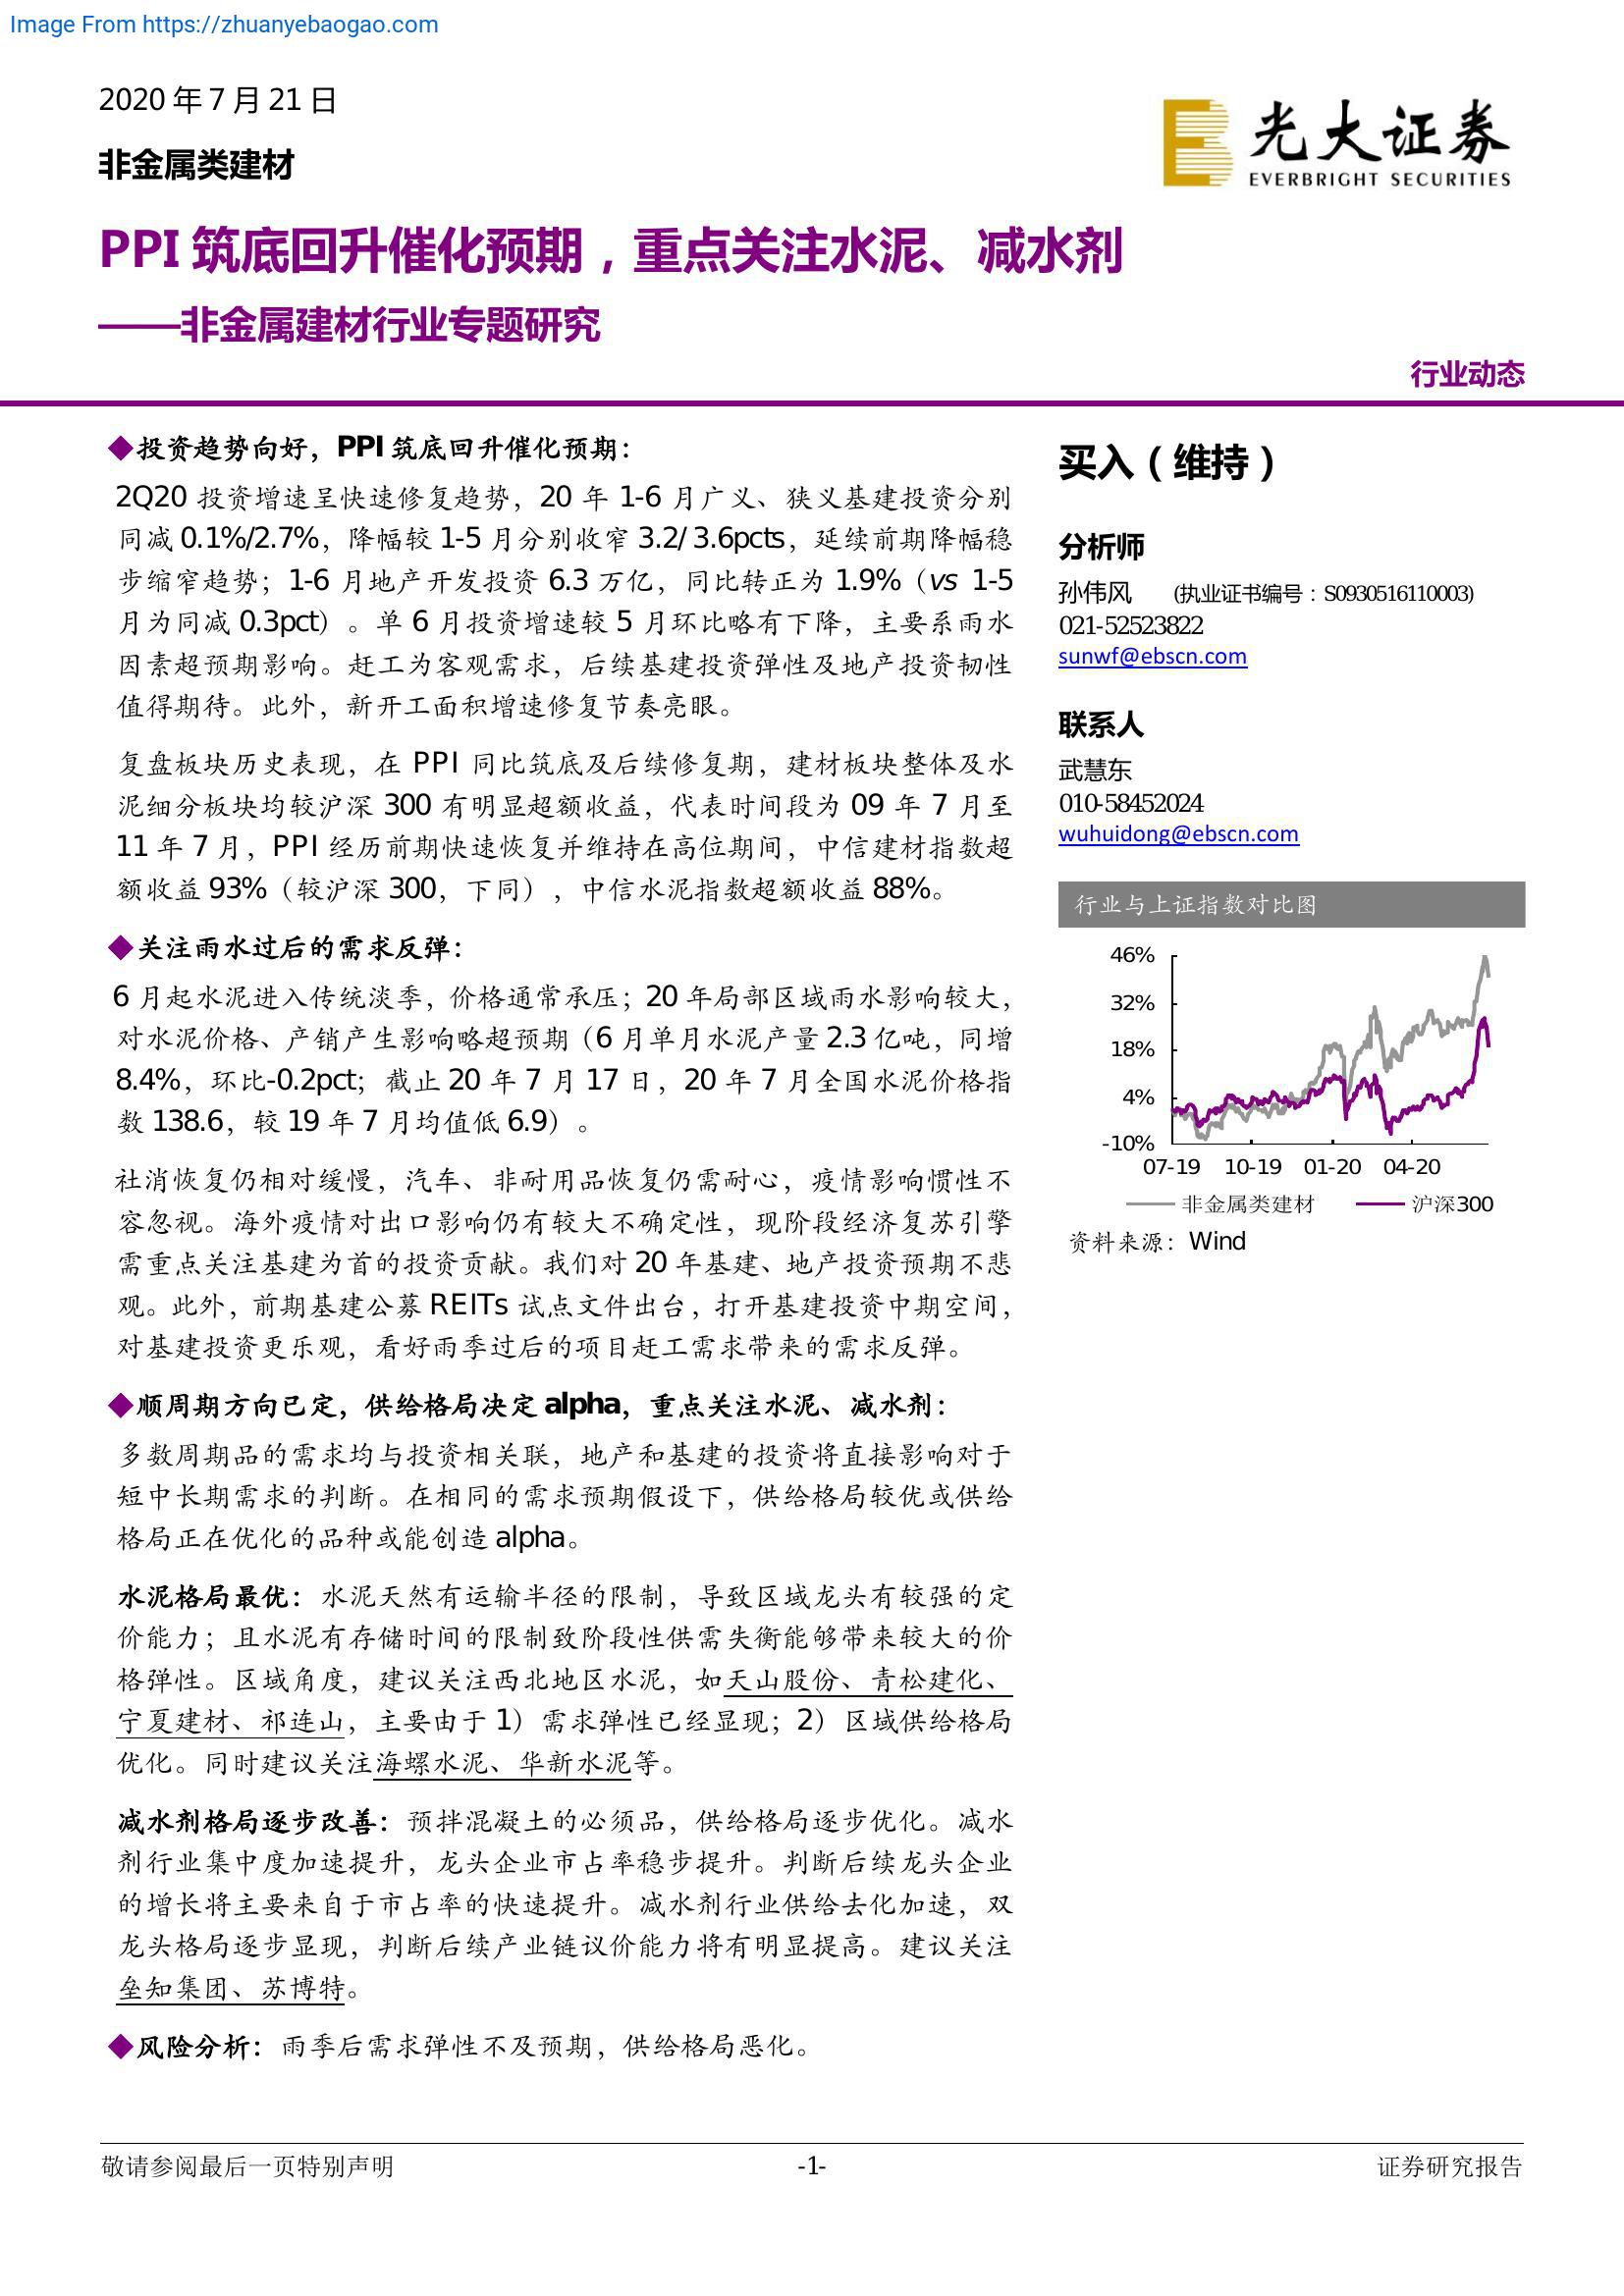 Image From https://zhuanyebaogao.com
2020 年 7 月 21 日
非金属类建材
光大证券
EVERBRIGHT SECURITIES
PPI 筑底回升催化预期，重点关注水泥、减水剂
——非金属建材行业专题研究
行业动态
◆投资趋势向好，PPI 筑底回升催化预期：
2Q20 投资增速呈快速修复趋势，20 年 1-6 月广义、狭义基建投资分别
同减 0.1%/2.7%，降幅较 1-5 月分别收窄 3.2/ 3.6pcts，延续前期降幅稳
步缩窄趋势；1-6 月地产开发投资 6.3 万亿，同比转正为 1.9%（vs 1-5
月为同减 0.3pct）。单 6 月投资增速较 5 月环比略有下降，主要系雨水
因素超预期影响。赶工为客观需求，后续基建投资弹性及地产投资韧性
值得期待。此外，新开工面积增速修复节奏亮眼。
复盘板块历史表现，在 PPI 同比筑底及后续修复期，建材板块整体及水
泥细分板块均较沪深 300 有明显超额收益，代表时间段为 09 年 7 月至
11 年 7 月，PPI 经历前期快速恢复并维持在高位期间，中信建材指数超
额收益 93%（较沪深 300，下同），中信水泥指数超额收益 88%。
◆关注雨水过后的需求反弹：
6 月起水泥进入传统淡季，价格通常承压；20 年局部区域雨水影响较大，
对水泥价格、产销产生影响略超预期（6 月单月水泥产量 2.3 亿吨，同增
8.4%，环比-0.2pct；截止 20 年 7 月 17 日，20 年 7 月全国水泥价格指
数 138.6，较 19 年 7 月均值低 6.9）。
社消恢复仍相对缓慢，汽车、非耐用品恢复仍需耐心，疫情影响惯性不
容忽视。海外疫情对出口影响仍有较大不确定性，现阶段经济复苏引擎
需重点关注基建为首的投资贡献。我们对 20 年基建、地产投资预期不悲
观。此外，前期基建公募 REITs 试点文件出台，打开基建投资中期空间，
对基建投资更乐观，看好雨季过后的项目赶工需求带来的需求反弹。
◆顺周期方向已定，供给格局决定 alpha，重点关注水泥、减水剂：
多数周期品的需求均与投资相关联，地产和基建的投资将直接影响对于
短中长期需求的判断。在相同的需求预期假设下，供给格局较优或供给
格局正在优化的品种或能创造 alpha。
水泥格局最优：水泥天然有运输半径的限制，导致区域龙头有较强的定
价能力；且水泥有存储时间的限制致阶段性供需失衡能够带来较大的价
格弹性。区域角度，建议关注西北地区水泥，如天山股份、青松建化、
宁夏建材、祁连山，主要由于 1）需求弹性已经显现；2）区域供给格局
优化。同时建议关注海螺水泥、华新水泥等。
减水剂格局逐步改善：预拌混凝土的必须品，供给格局逐步优化。减水
剂行业集中度加速提升，龙头企业市占率稳步提升。判断后续龙头企业
的增长将主要来自于市占率的快速提升。减水剂行业供给去化加速，双
龙头格局逐步显现，判断后续产业链议价能力将有明显提高。建议关注
垒知集团、苏博特。
◆风险分析：雨季后需求弹性不及预期，供给格局恶化。
买入（维持）
分析师
孙伟风 (执业证书编号：S0930516110003)
021-52523822
sunwf@ebscn.com
联系人
武慧东
010-58452024
wuhuidong@ebscn.com
行业与上证指数对比图
46%
32%
18%
4%
-10%
07-19 10-19 01-20 04-20
非金属类建材 沪深300
资料来源：Wind
敬请参阅最后一页特别声明 -1- 证券研究报告